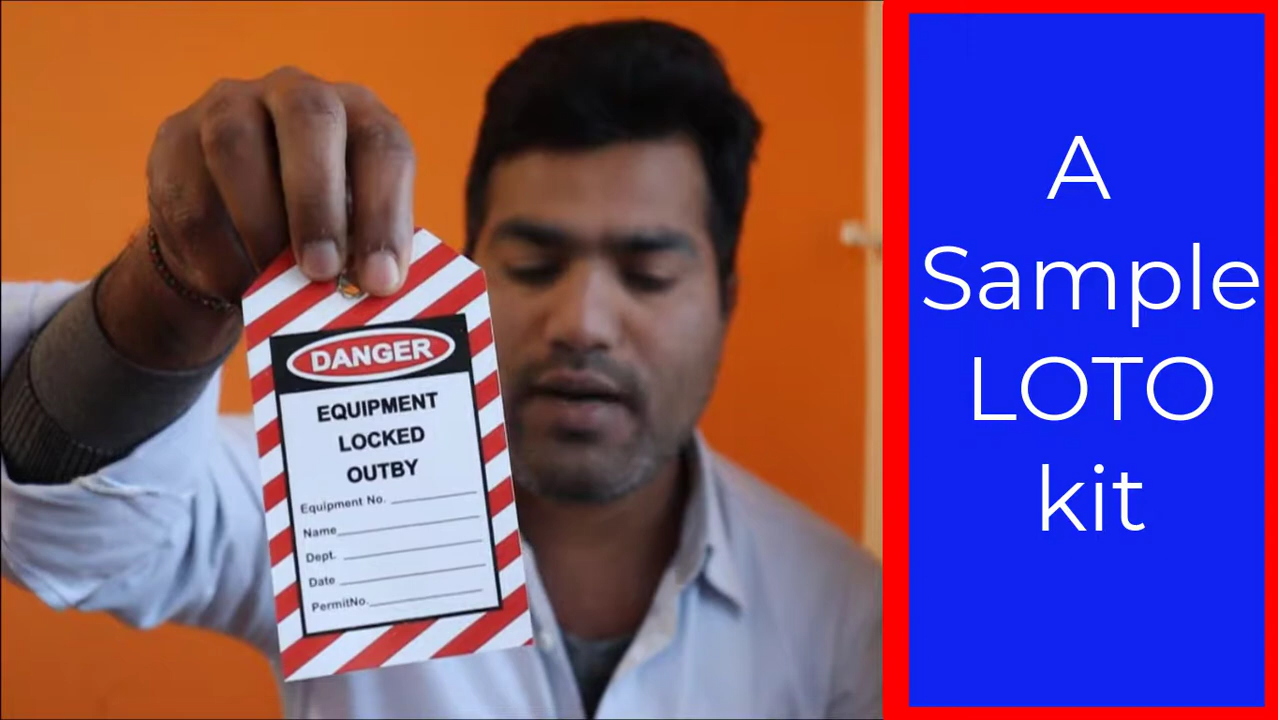 DANGER
EQUIPMENT
LOCKED
OUTBY
Equipment No.
Name
Dept.
Date
PermitNo.
A
Sample
LOTO
kit